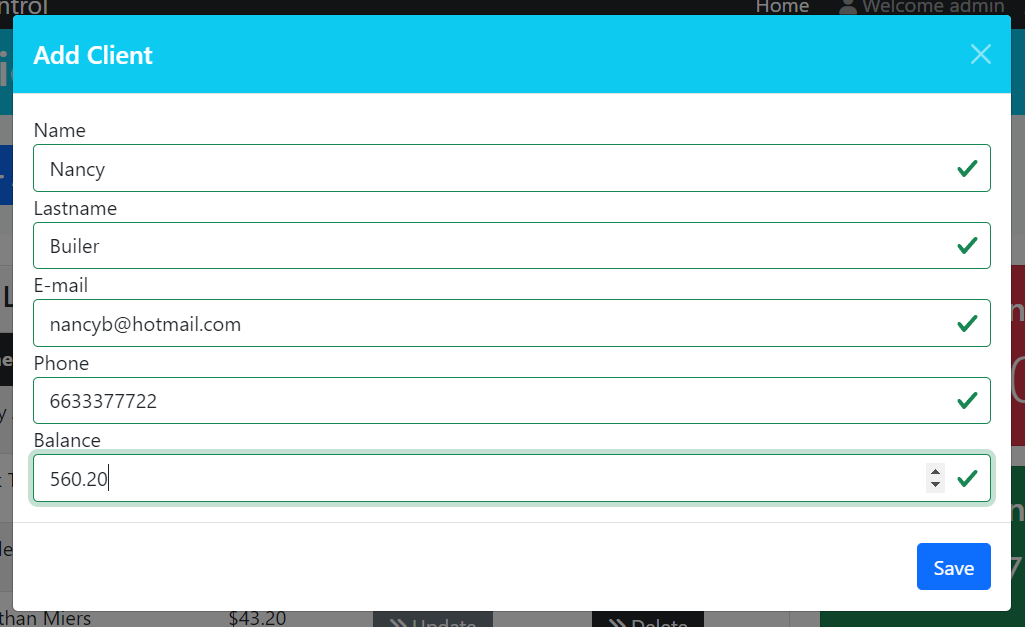 Home Welcome admin
Add Client
Name
Nancy
Lastname
Builer
E-mail
nancyb@hotmail.com
Phone
6633377722
Balance
560.20
Save
than Miers $43.20 Update Delete